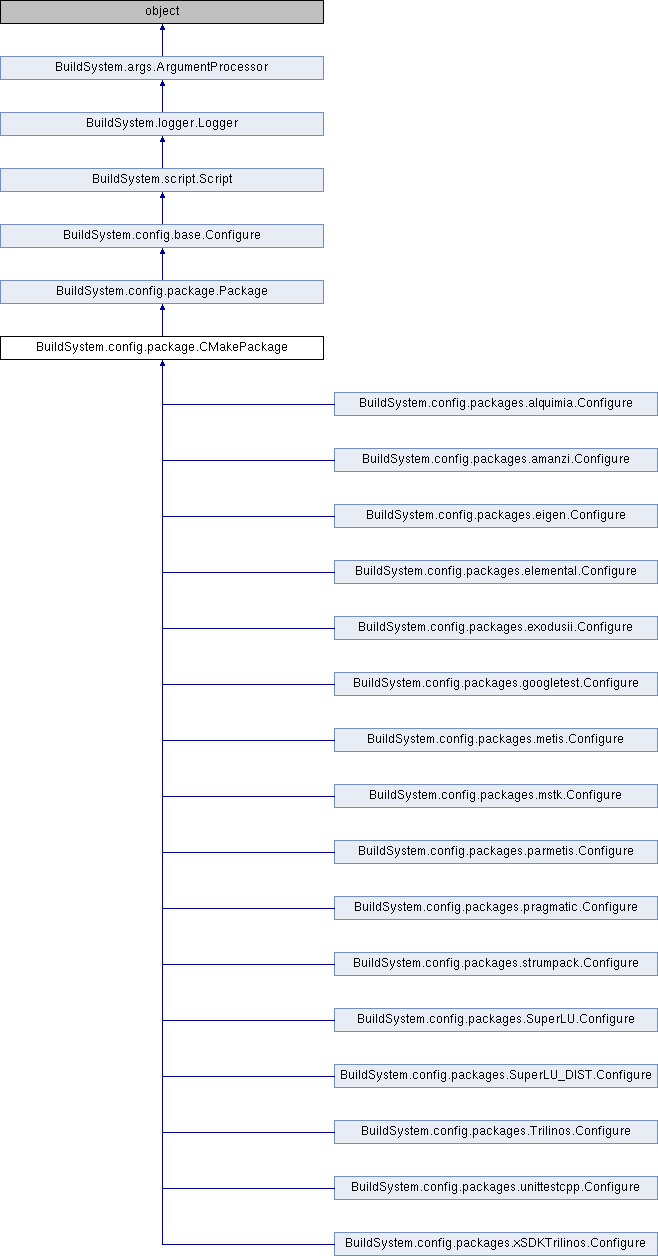 object
BuildSystem.args.ArgumentProcessor
BuildSystem.logger.Logger
BuildSystem.script.Script
BuildSystem.config.base.Configure
BuildSystem.config.package.Package
BuildSystem.config.package.CMakePackage
BuildSystem.config.packages.alquimia.Configure
BuildSystem.config.packages.amanzi.Configure
BuildSystem.config.packages.eigen.Configure
BuildSystem.config.packages.elemental.Configure
BuildSystem.config.packages.exodusii.Configure
BuildSystem.config.packages.googletest.Configure
BuildSystem.config.packages.metis.Configure
BuildSystem.config.packages.mstk.Configure
BuildSystem.config.packages.parmetis.Configure
BuildSystem.config.packages.pragmatic.Configure
BuildSystem.config.packages.strumpack.Configure
BuildSystem.config.packages.SuperLU.Configure
BuildSystem.config.packages.SuperLU_DIST.Configure
BuildSystem.config.packages.Trilinos.Configure
BuildSystem.config.packages.unittestcpp.Configure
BuildSystem.config.packages.xSDKTrilinos.Configure